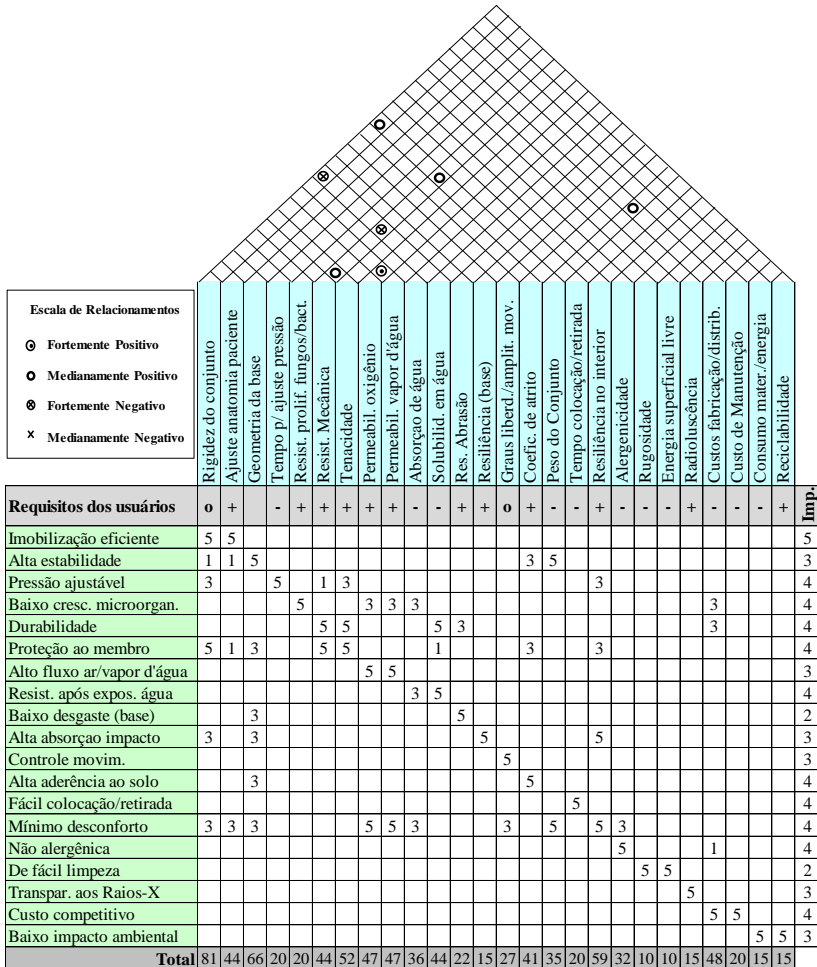 Escala de Relacionamentos
Fortemente Positivo
Medianamente Positivo
Fortemente Negativo
x Medianamente Negativo
Rigidez do conjunto
Ajuste anatomia paciente
Geometria da base
Tempo p/ ajuste pressão
Resist. prolif. fungos/bact.
Resist. Mecânica
Tenacidade
Permeabil. oxigênio
Permeabil. vapor d'água
Absorçao de água
Solubilid. em água
Res. Abrasão
Resiliência (base)
Graus liberd./amplit. mov.
Coefic. de atrito
Peso do Conjunto
Tempo colocação/retirada
Resiliência no interior
Alergenicidade
Rugosidade
Energia superficial livre
Radioluscência
Custos fabricação/distrib.
Custo de Manutenção
Consumo mater./energia
Reciclabilidade
Requisitos dos usuários o + - + + + + + - - + + o + - - + - - - + - - - + Imp.
Imobilização eficiente 5 5 5
Alta estabilidade 1 1 5 3 5 3
Pressão ajustável 3 5 1 3 3 4
Baixo cresc. microorgan. 5 3 3 3 3 4
Durabilidade 5 5 5 3 3 4
Proteção ao membro 5 1 3 5 5 1 3 3 4
Alto fluxo ar/vapor d'água 5 5 3
Resist. após expos. água 3 5 4
Baixo desgaste (base) 3 5 2
Alta absorçao impacto 3 3 5 5 3
Controle movim. 5 3
Alta aderência ao solo 3 5 4
Fácil colocação/retirada 5 4
Mínimo desconforto 3 3 3 5 5 3 3 5 5 3 4
Não alergênica 5 1 4
De fácil limpeza 5 5 2
Transpar. aos Raios-X 5 3
Custo competitivo 5 5 4
Baixo impacto ambiental 5 5 3
Total 81 44 66 20 20 44 52 47 47 36 44 22 15 27 41 35 20 59 32 10 10 15 48 20 15 15